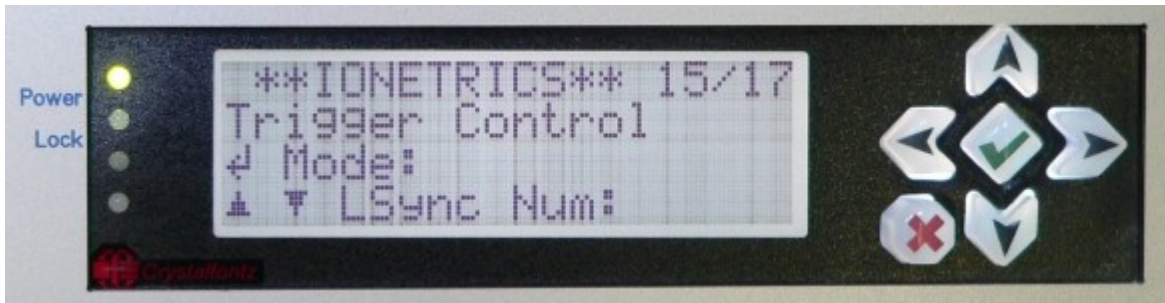 Power
Lock
**IONETRICS** 15/17
Trigger Control
↵ Mode:
▲ ▼ LSync Num:
Crystalfontz